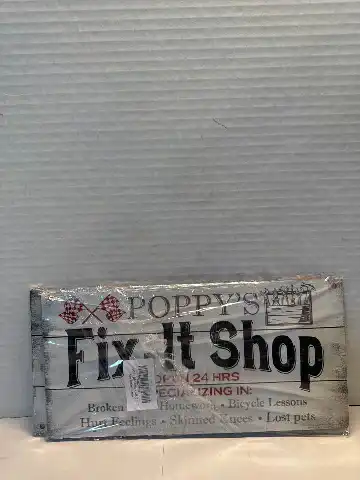 POPPY'S
Fix It Shop
OPEN 24 HRS
SPECIALIZING IN:
Broken Homework • Bicycle Lessons
Hurt Feelings • Skinned Knees • Lost pets